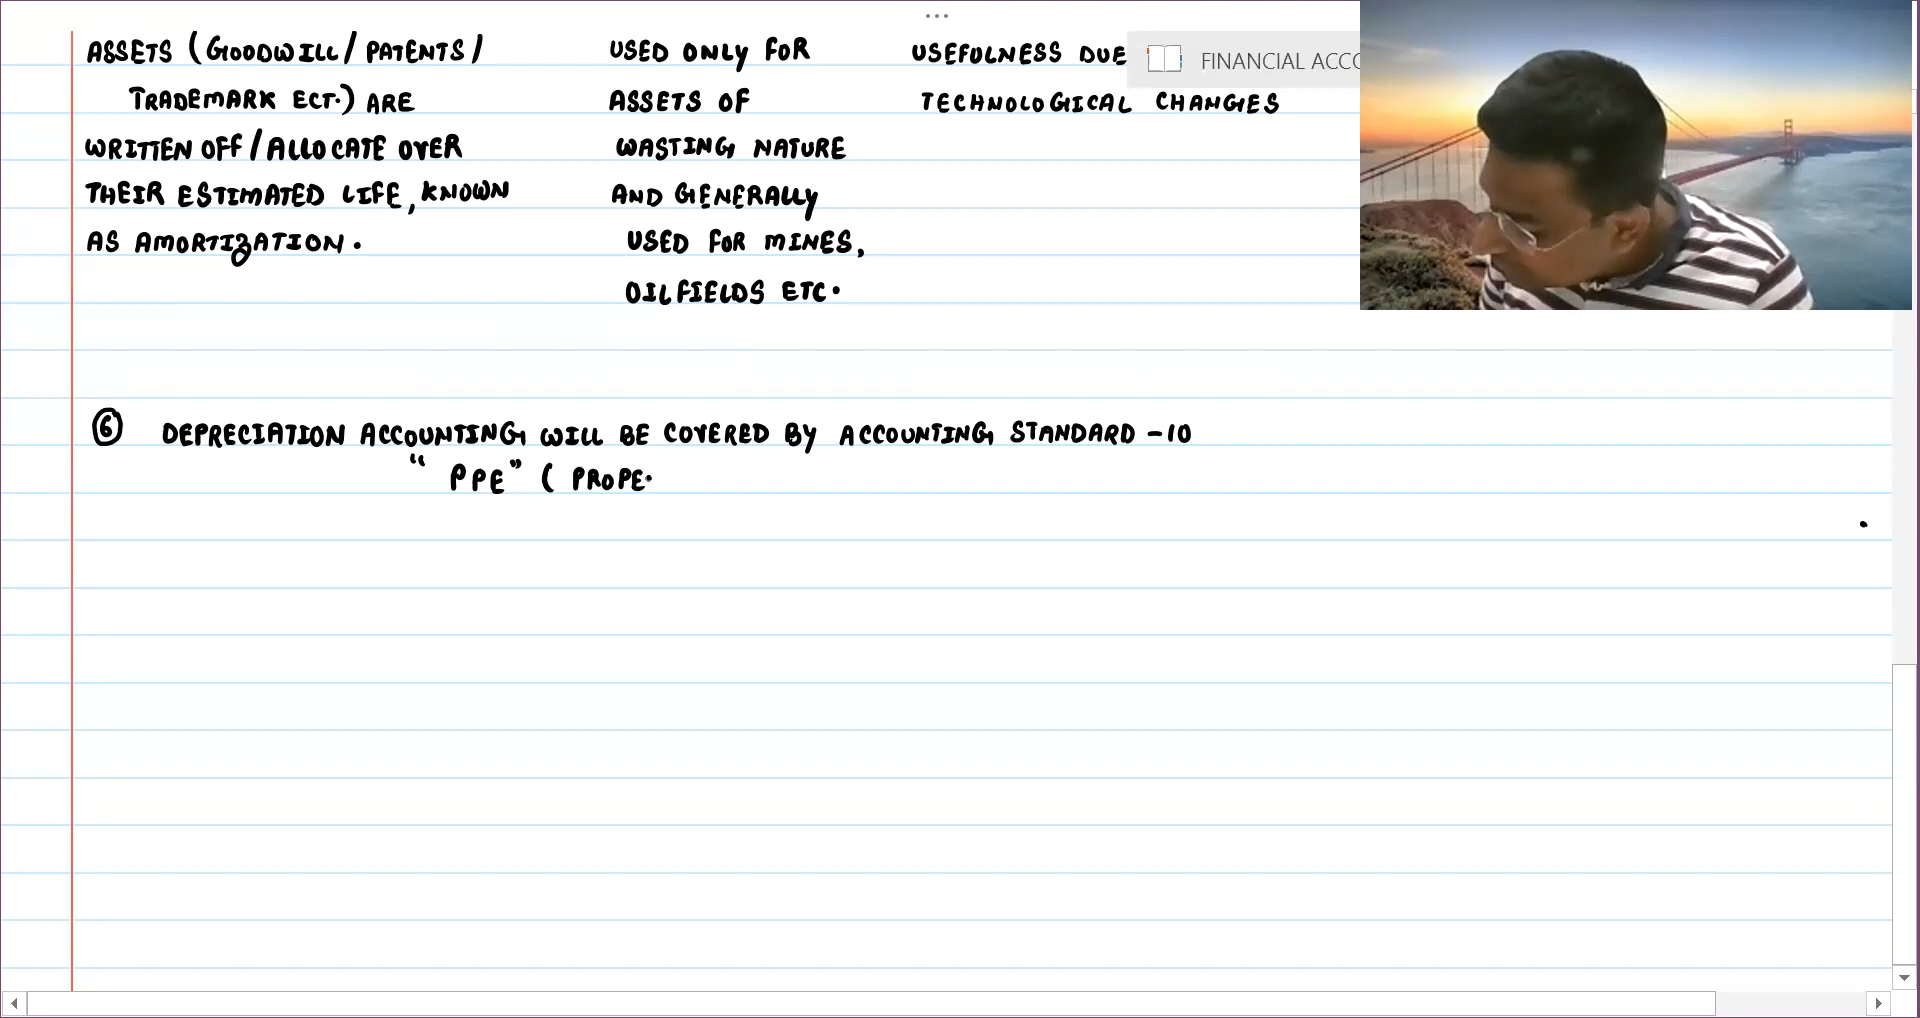 ASSETS (GOODWILL/ PATENTS/
TRADEMARK ECT.) ARE
WRITTEN OFF/ALLOCATE OVER
THEIR ESTIMATED LIFE, KNOWN
AS AMORTIZATION.
USED ONLY FOR
ASSETS OF
WASTING NATURE
AND GENERALLY
USED FOR MINES,
OILFIELDS ETC.
USEFULNESS DUE
TECHNOLOGICAL CHANGES
FINANCIAL ACCO
6 DEPRECIATION ACCOUNTING WILL BE COVERED BY ACCOUNTING STANDARD -10
"PPE" ( PROPE.